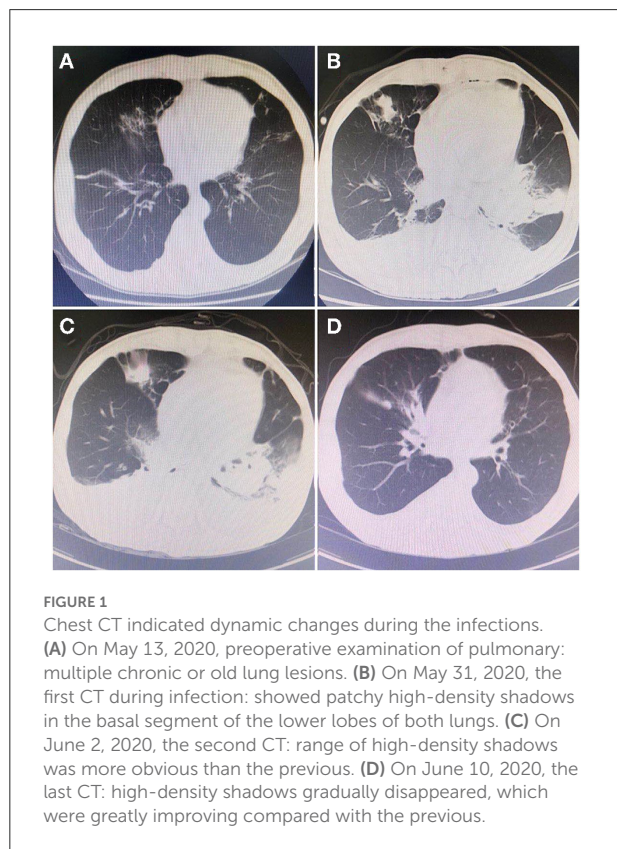 A
B
C
D
FIGURE 1
Chest CT indicated dynamic changes during the infections.
(A) On May 13, 2020, preoperative examination of pulmonary:
multiple chronic or old lung lesions. (B) On May 31, 2020, the
first CT during infection: showed patchy high-density shadows
in the basal segment of the lower lobes of both lungs. (C) On
June 2, 2020, the second CT: range of high-density shadows
was more obvious than the previous. (D) On June 10, 2020, the
last CT: high-density shadows gradually disappeared, which
were greatly improving compared with the previous.